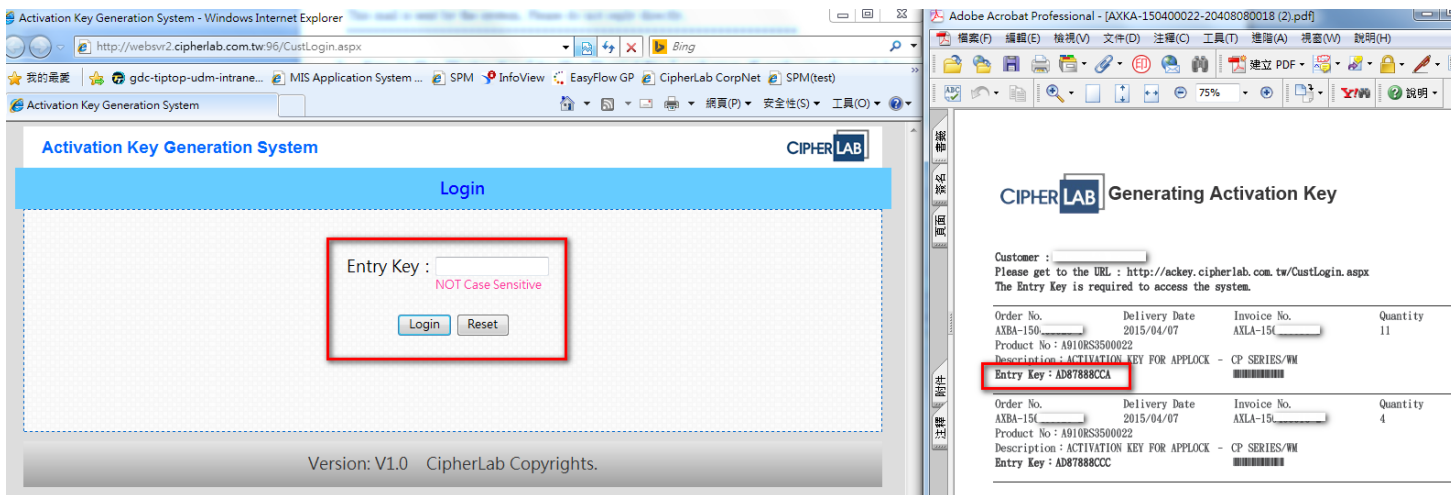 Activation Key Generation System - Windows Internet Explorer
http://websvr2.cipherlab.com.tw:96/CustLogin.aspx
Bing
我的最愛
gdc-tiptop-udm-intrane...
MIS Application System ...
SPM
InfoView
EasyFlow GP
CipherLab CorpNet
SPM(test)
Activation Key Generation System
網頁(P)
安全性(S)
工具(O)
Activation Key Generation System
CIPHER LAB
Login
Entry Key :
NOT Case Sensitive
Login
Reset
Version: V1.0 CipherLab Copyrights.
Adobe Acrobat Professional - [AXKA-150400022-20408080018 (2).pdf]
檔案(F) 編輯(E) 檢視(V) 文件(D) 注釋(C) 工具(T) 進階(A) 視窗(W) 說明(H)
建立 PDF
75%
Y!
說明
書籤
簽名
頁面
附件
注釋
CIPHER LAB
Generating Activation Key
Customer :
Please get to the URL : http://ackey.cipherlab.com.tw/CustLogin.aspx
The Entry Key is required to access the system.
Order No. Delivery Date Invoice No. Quantity
AXBA-150 2015/04/07 AXLA-15( 11
Product No : A910RS3500022
Description : ACTIVATION KEY FOR APPLOCK - CP SERIES/WM
Entry Key : AD87888CCA
Order No. Delivery Date Invoice No. Quantity
AXBA-15( 2015/04/07 AXLA-15 4
Product No : A910RS3500022
Description : ACTIVATION KEY FOR APPLOCK - CP SERIES/WM
Entry Key : AD87888CCC